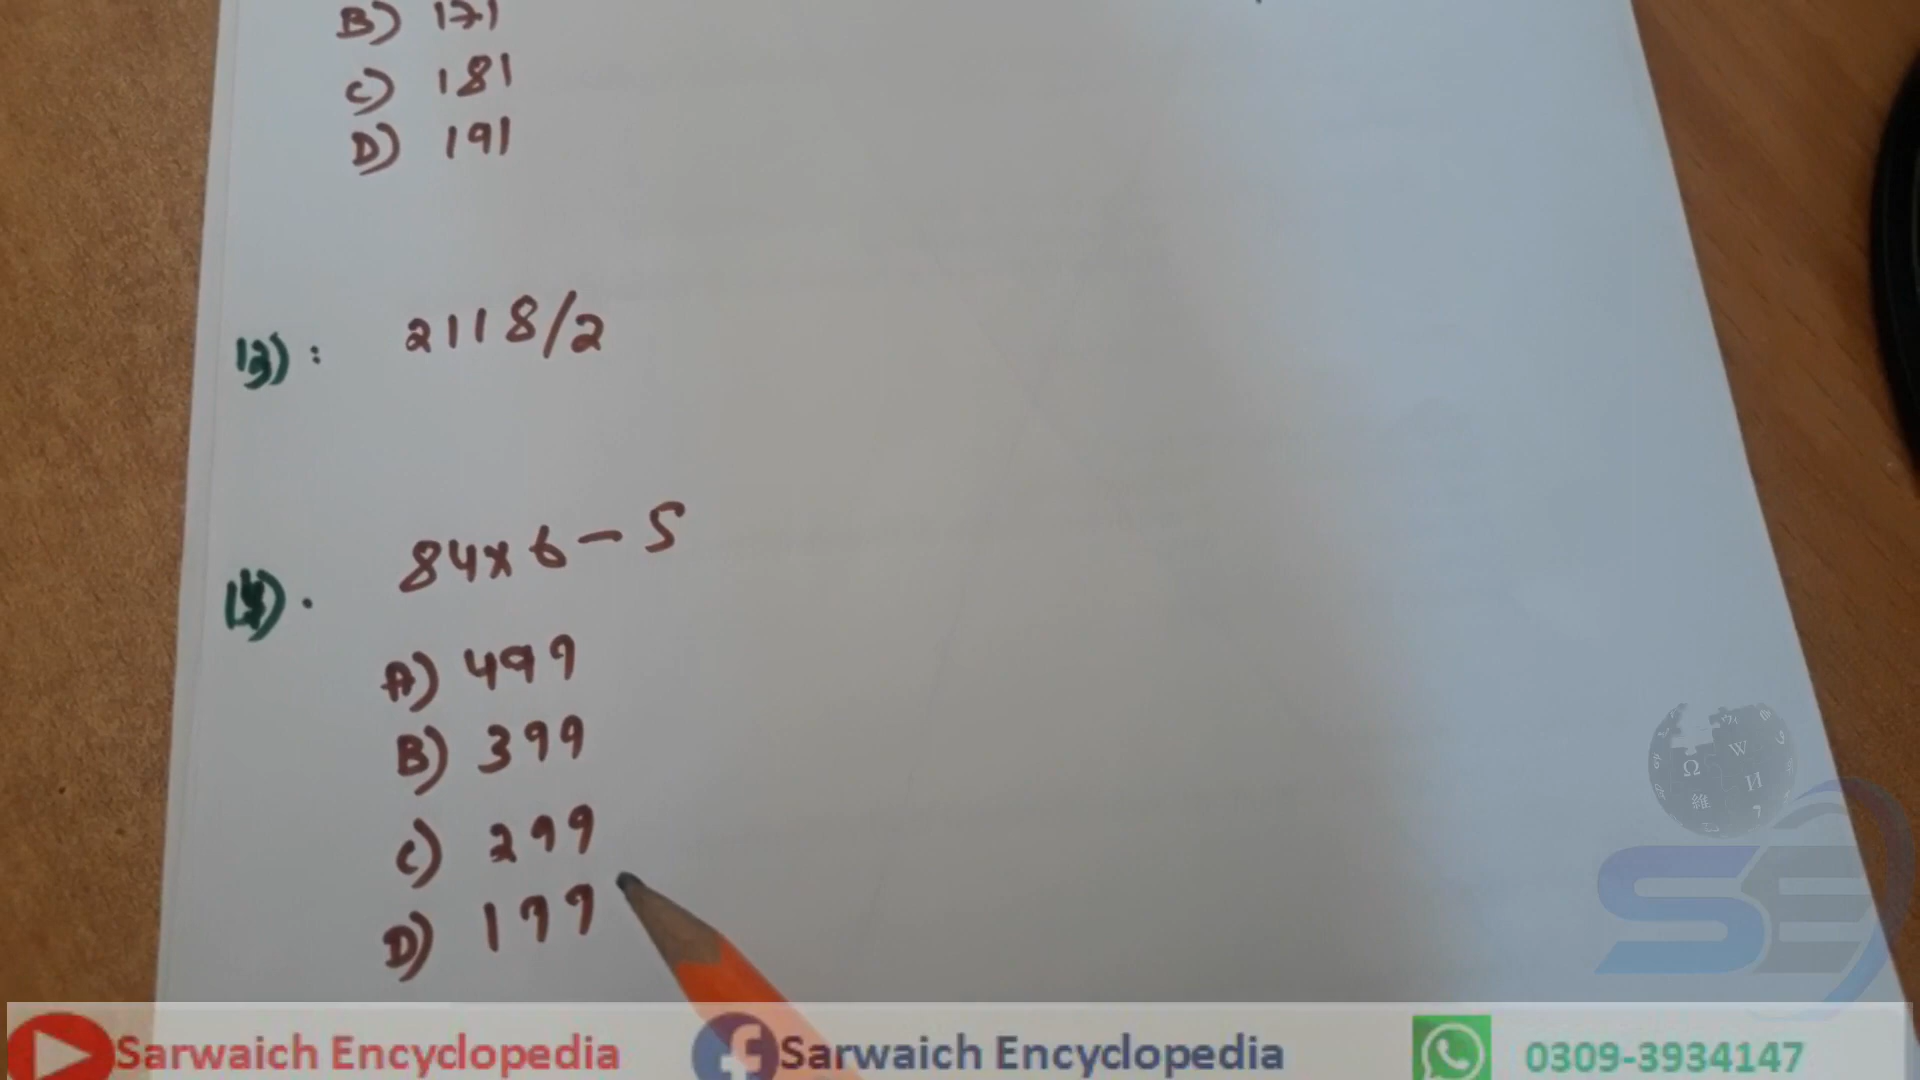 B) 171
C) 181
D) 191
13): 2118/2
14). 84x6-5
A) 499
B) 399
C) 299
D) 199
Sarwaich Encyclopedia
Sarwaich Encyclopedia
0309-3934147
SE